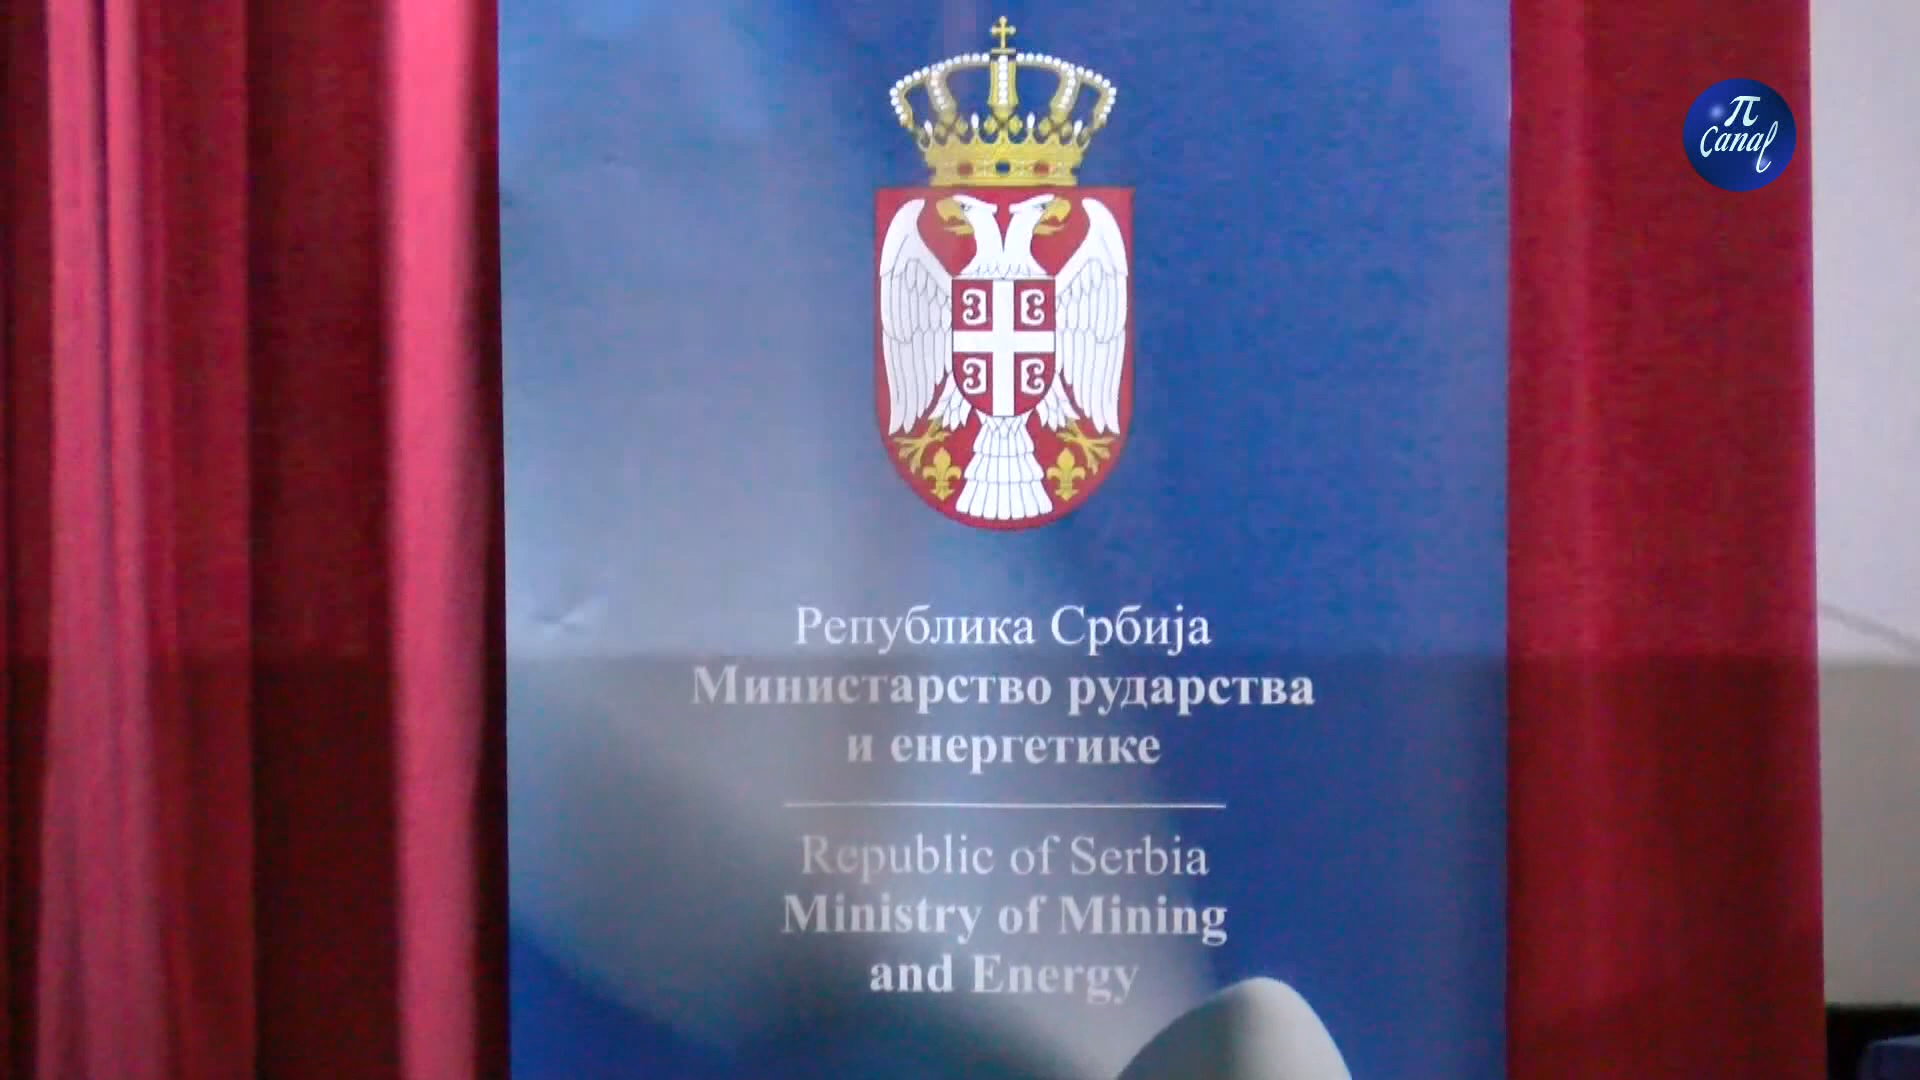 π
Canal
Република Србија
Министарство рударства
и енергетике
Republic of Serbia
Ministry of Mining
and Energy